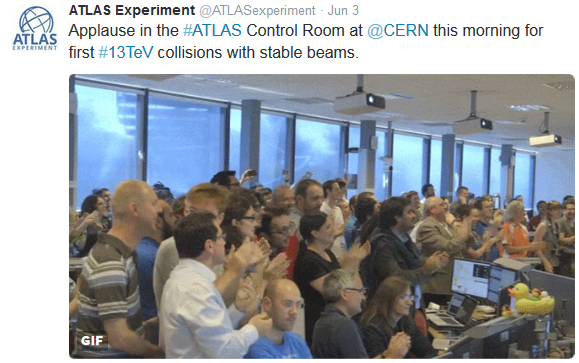 ATLAS Experiment @ATLASexperiment · Jun 3
Applause in the #ATLAS Control Room at @CERN this morning for
first #13TeV collisions with stable beams.
ATLAS
EXPERIMENT
GIF